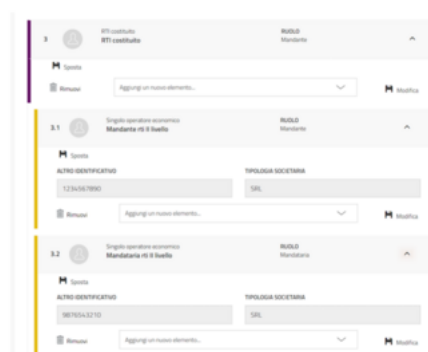 3 RTI costituito RUOLO
RTI costituito Mandante
Sposta
Rimuovi Aggiungi un nuovo elemento... Modifica
3.1 Singolo operatore economico RUOLO
Mandante rti II livello Mandante
Sposta
ALTRO IDENTIFICATIVO TIPOLOGIA SOCIETARIA
1234567890 SRL
Rimuovi Aggiungi un nuovo elemento... Modifica
3.2 Singolo operatore economico RUOLO
Mandataria rti II livello Mandataria
Sposta
ALTRO IDENTIFICATIVO TIPOLOGIA SOCIETARIA
9876543210 SRL
Rimuovi Aggiungi un nuovo elemento... Modifica